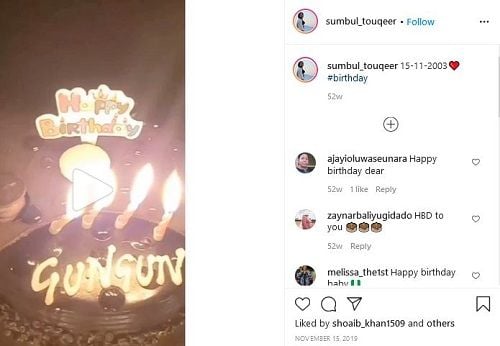 Happy
Birthday
GUNGUN
sumbul_touqeer • Follow
sumbul_touqeer 15-11-2003❤
#birthday
52w
ajayioluwaseunara Happy
birthday dear
52w 1 like Reply
zaynarbaliyugidado HBD to
you 🎂🎂🎂
52w Reply
melissa_thetst Happy birthday
baby 🇳🇬
Liked by shoaib_khan1509 and others
NOVEMBER 15, 2019